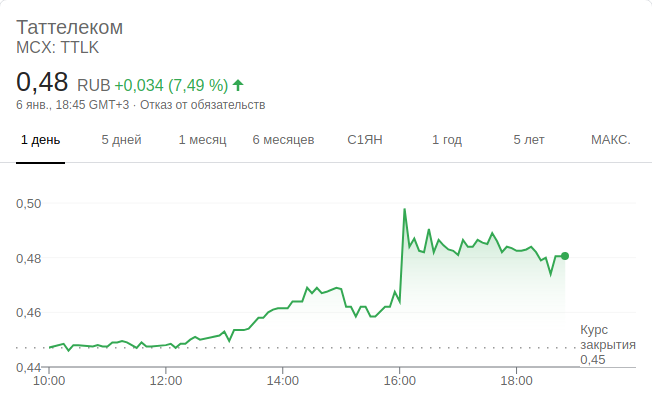 Таттелеком
MCX: TTLK
0,48 RUB +0,034 (7,49 %)
6 янв., 18:45 GMT+3 · Отказ от обязательств
1 день 5 дней 1 месяц 6 месяцев С1ЯН 1 год 5 лет МАКС.
0,50
0,48
0,46
Курс
закрытия
0,45
0,44
10:00 12:00 14:00 16:00 18:00